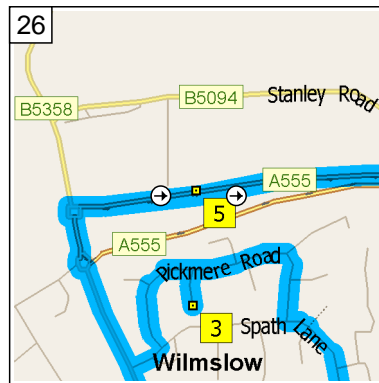 26
Stanley Road
B5094
B5358
A555
5
A555
Pickmere Road
3
Spath Lane
Wilmslow